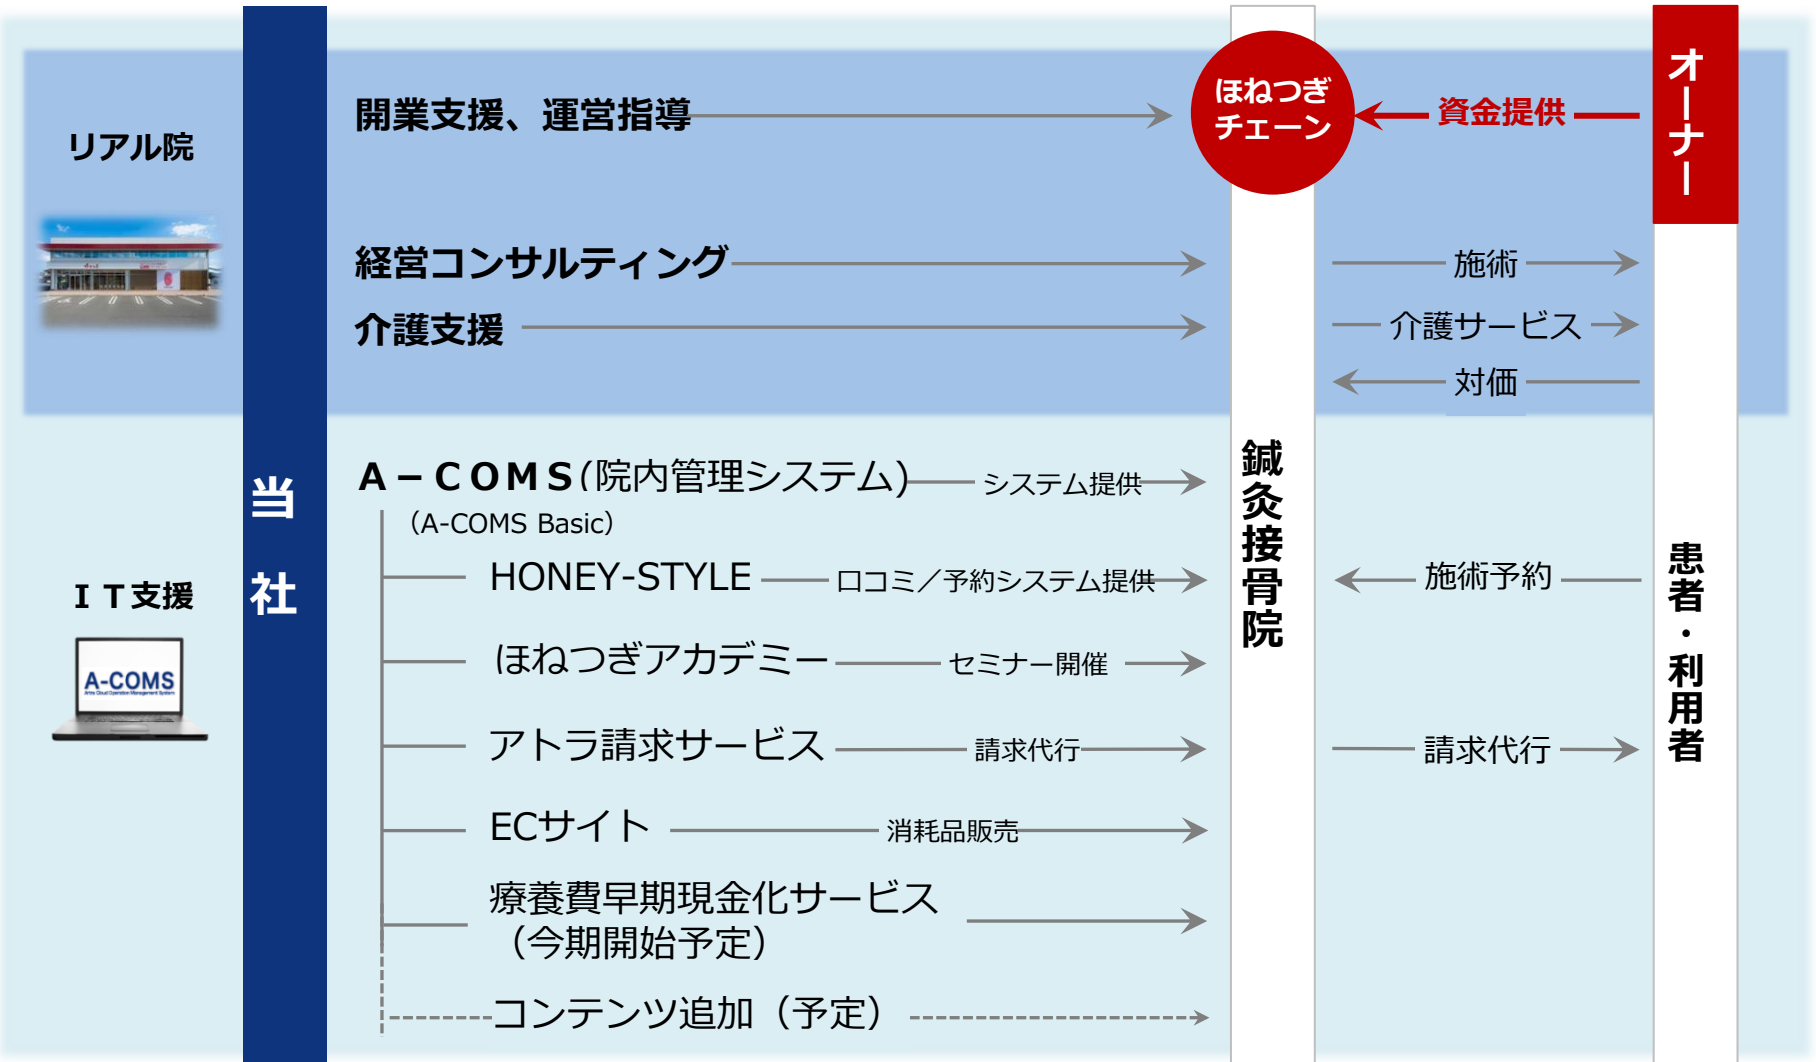 リアル院
開業支援、運営指導
ほねつぎ
チェーン
資金提供
オーナー
経営コンサルティング
施術
介護支援
介護サービス
対価
当社
鍼灸接骨院
患者・利用者
IT支援
A-COMS
A－COMS(院内管理システム)
システム提供
（A-COMS Basic）
HONEY-STYLE
口コミ／予約システム提供
施術予約
ほねつぎアカデミー
セミナー開催
アトラ請求サービス
請求代行
請求代行
ECサイト
消耗品販売
療養費早期現金化サービス
（今期開始予定）
コンテンツ追加（予定）